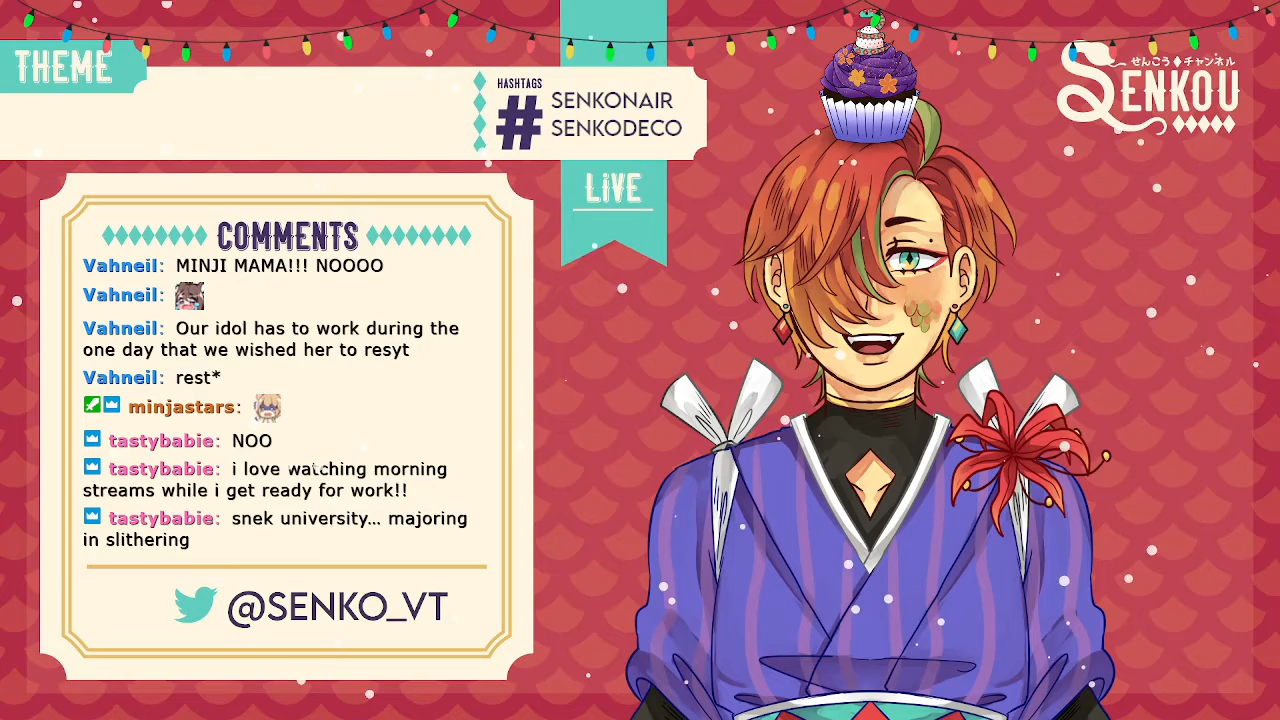 THEME
HASHTAGS
#
SENKONAIR
SENKODECO
せんこう♦チャンネル
SENKOU
LiVE
COMMENTS
Vahneil: MINJI MAMA!!! NOOOO
Vahneil:
Vahneil: Our idol has to work during the
one day that we wished her to resyt
Vahneil: rest*
minjastars:
tastybabie: NOO
tastybabie: i love watching morning
streams while i get ready for work!!
tastybabie: snek university... majoring
in slithering
@SENKO_VT